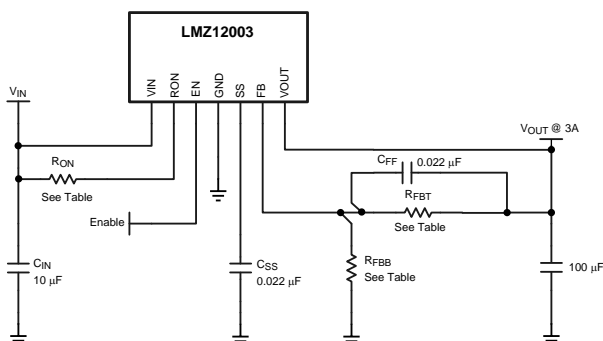 LMZ12003
VIN
RON
EN
GND
SS
FB
VOUT
VIN
VOUT @ 3A
RON
See Table
CFF
0.022 μF
RFBT
See Table
Enable
CIN
10 μF
CSS
0.022 μF
RFBB
See Table
100 μF